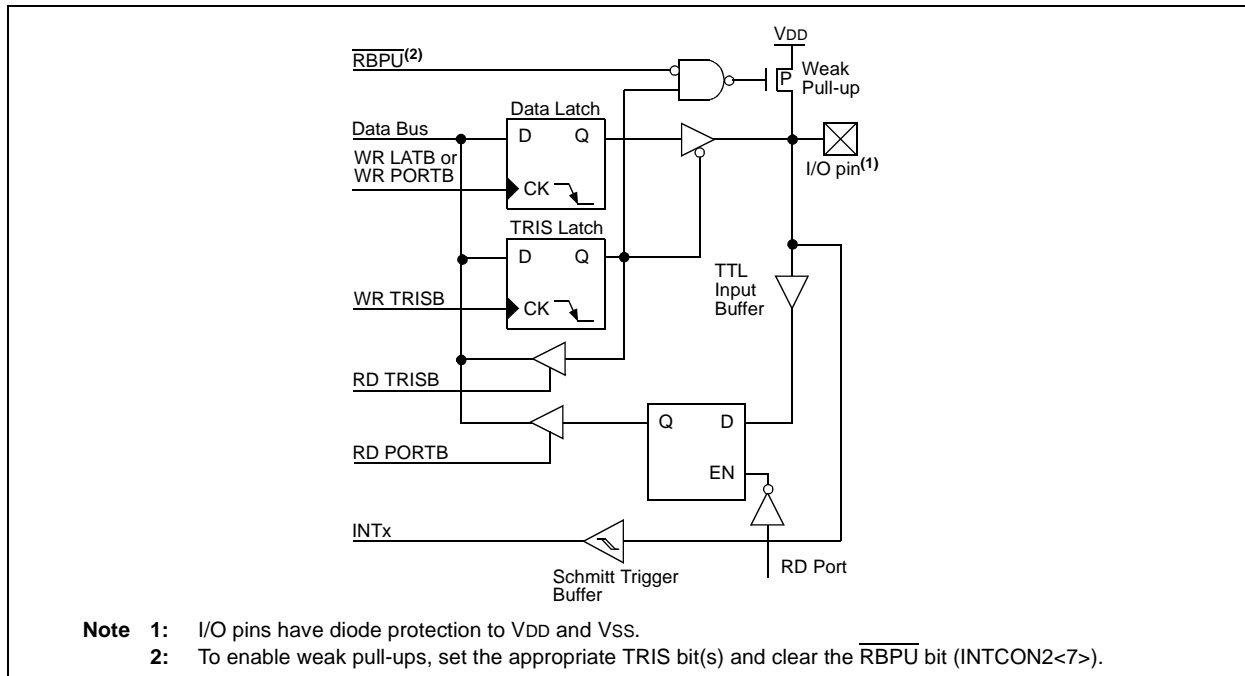 VDD
RBPU(2)
P
Weak
Pull-up
Data Latch
Data Bus
D Q
WR LATB or
WR PORTB
CK
I/O pin(1)
TRIS Latch
D Q
TTL
Input
Buffer
WR TRISB
CK
RD TRISB
Q D
RD PORTB
EN
INTx
RD Port
Schmitt Trigger
Buffer
Note 1: I/O pins have diode protection to VDD and VSS.
2: To enable weak pull-ups, set the appropriate TRIS bit(s) and clear the RBPU bit (INTCON2<7>).